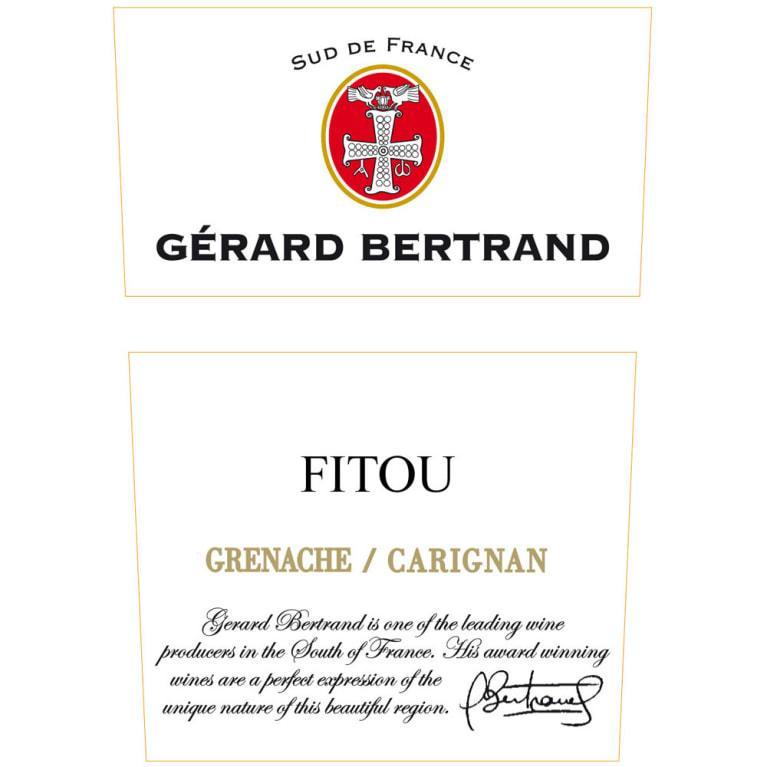 SUD DE FRANCE
GÉRARD BERTRAND
FITOU
GRENACHE / CARIGNAN
Gerard Bertrand is one of the leading wine
producers in the South of France. His award winning
wines are a perfect expression of the
unique nature of this beautiful region.
GBertrand